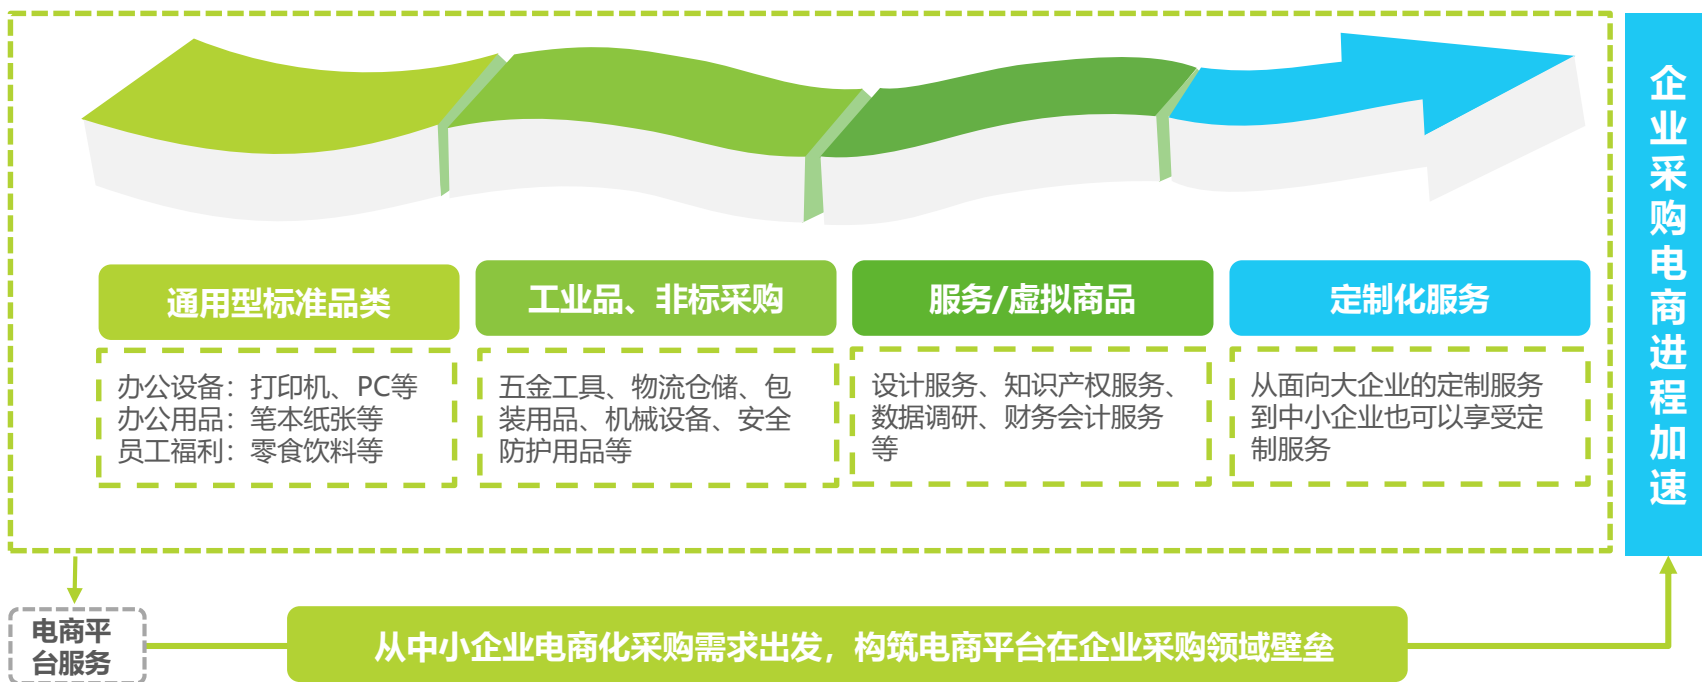 通用型标准品类
办公设备：打印机、PC等
办公用品：笔本纸张等
员工福利：零食饮料等
工业品、非标采购
五金工具、物流仓储、包
装用品、机械设备、安全
防护用品等
服务/虚拟商品
设计服务、知识产权服务、
数据调研、财务会计服务
等
定制化服务
从面向大企业的定制服务
到中小企业也可以享受定
制服务
企业采购电商进程加速
电商平
台服务
从中小企业电商化采购需求出发，构筑电商平台在企业采购领域壁垒